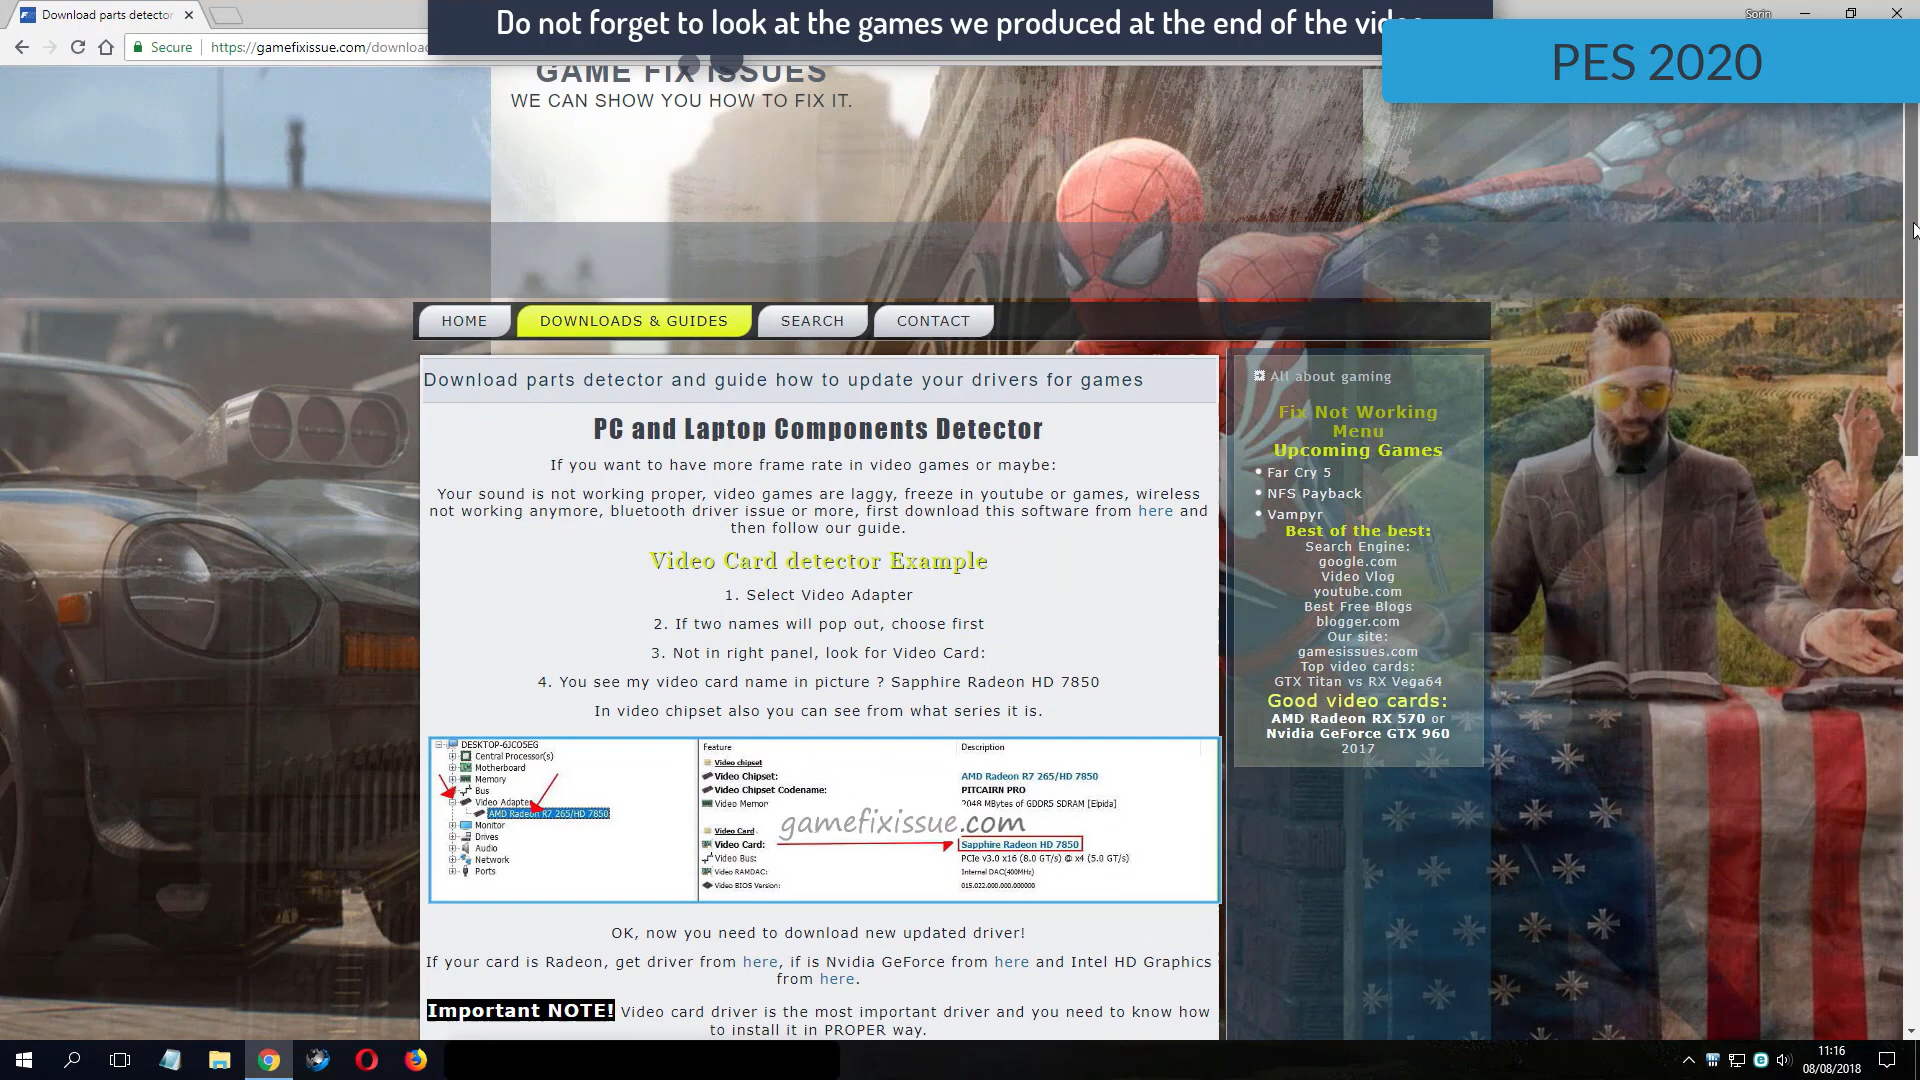 Download parts detector
Sorin
Do not forget to look at the games we produced at the end of the video
PES 2020
Secure
https://gamefixissue.com/downloa
GAME FIX ISSUES
WE CAN SHOW YOU HOW TO FIX IT.
HOME
DOWNLOADS & GUIDES
SEARCH
CONTACT
Download parts detector and guide how to update your drivers for games
PC and Laptop Components Detector
If you want to have more frame rate in video games or maybe:
Your sound is not working proper, video games are laggy, freeze in youtube or games, wireless
not working anymore, bluetooth driver issue or more, first download this software from here and
then follow our guide.
Video Card detector Example
1. Select Video Adapter
2. If two names will pop out, choose first
3. Not in right panel, look for Video Card:
4. You see my video card name in picture ? Sapphire Radeon HD 7850
In video chipset also you can see from what series it is.
DESKTOP-6JCO5EG
Central Processor(s)
Motherboard
Memory
Bus
Video Adapte
AMD Radeon R7 265/HD 7850
Monitor
Drives
Audio
Network
Ports
Feature
Description
Video chipset
Video Chipset:
AMD Radeon R7 265/HD 7850
Video Chipset Codename:
PITCAIRN PRO
Video Memor
2048 MBytes of GDDR5 SDRAM [Elpida]
gamefixissue.com
Video Card
Video Card:
Sapphire Radeon HD 7850
Video Bus:
PCIe v3.0 x16 (8.0 GT/s) @ x4 (5.0 GT/s)
Video RAMDAC:
Internal DAC(400MHz)
Video BIOS Version:
015.022.000.000.000000
OK, now you need to download new updated driver!
If your card is Radeon, get driver from here, if is Nvidia GeForce from here and Intel HD Graphics
from here.
Important NOTE! Video card driver is the most important driver and you need to know how
to install it in PROPER way.
All about gaming
Fix Not Working
Menu
Upcoming Games
Far Cry 5
NFS Payback
Vampyr
Best of the best:
Search Engine:
google.com
Video Vlog
youtube.com
Best Free Blogs
blogger.com
Our site:
gamesissues.com
Top video cards:
GTX Titan vs RX Vega64
Good video cards:
AMD Radeon RX 570 or
Nvidia GeForce GTX 960
2017
11:16
08/08/2018